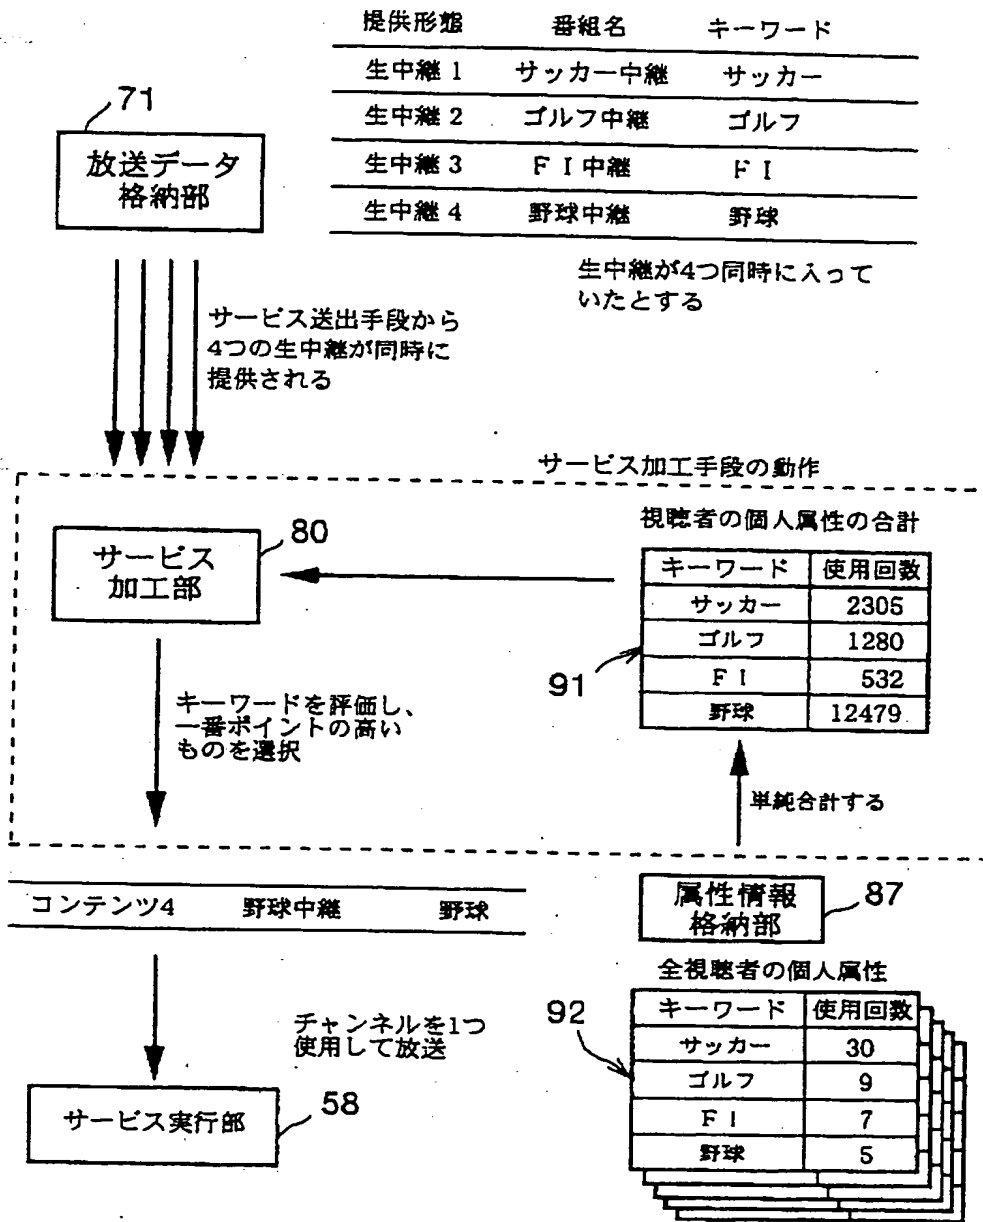 提供形態 番組名 キーワード
生中継1 サッカー中継 サッカー
生中継2 ゴルフ中継 ゴルフ
生中継3 FI中継 FI
生中継4 野球中継 野球
71
放送データ
格納部
生中継が4つ同時に入って
いたとする
サービス送出手段から
4つの生中継が同時に
提供される
サービス加工手段の動作
80
サービス
加工部
視聴者の個人属性の合計
キーワード 使用回数
サッカー 2305
ゴルフ 1280
FI 532
野球 12479
91
キーワードを評価し、
一番ポイントの高い
ものを選択
単純合計する
コンテンツ4 野球中継 野球
属性情報
格納部
87
全視聴者の個人属性
92
キーワード 使用回数
サッカー 30
ゴルフ 9
FI 7
野球 5
チャンネルを1つ
使用して放送
サービス実行部
58